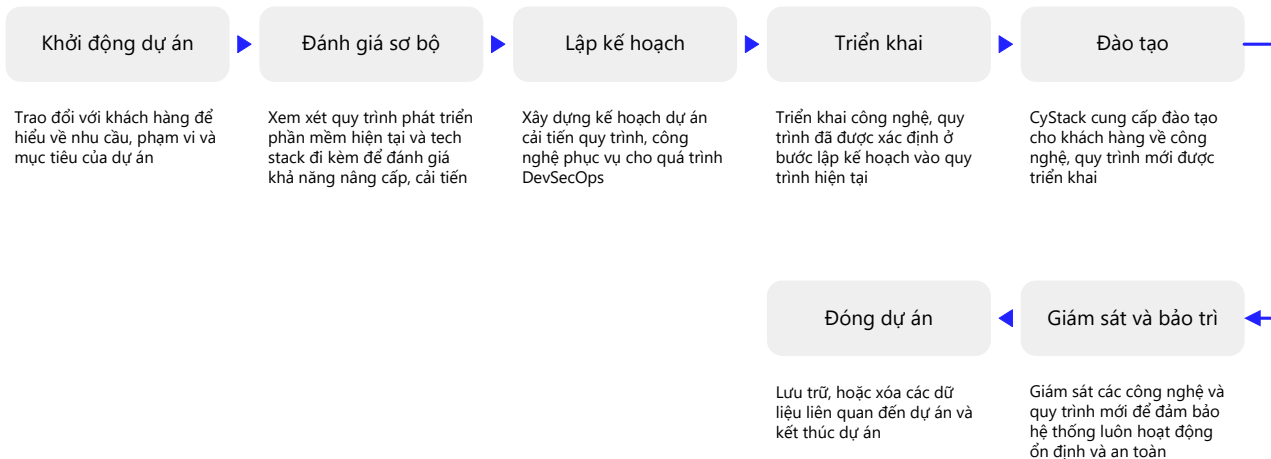 Khởi động dự án
Đánh giá sơ bộ
Lập kế hoạch
Triển khai
Đào tạo
Trao đổi với khách hàng để
hiểu về nhu cầu, phạm vi và
mục tiêu của dự án
Xem xét quy trình phát triển
phần mềm hiện tại và tech
stack đi kèm để đánh giá
khả năng nâng cấp, cải tiến
Xây dựng kế hoạch dự án
cải tiến quy trình, công
nghệ phục vụ cho quá trình
DevSecOps
Triển khai công nghệ, quy
trình đã được xác định ở
bước lập kế hoạch vào quy
trình hiện tại
CyStack cung cấp đào tạo
cho khách hàng về công
nghệ, quy trình mới được
triển khai
Đóng dự án
Giám sát và bảo trì
Lưu trữ, hoặc xóa các dữ
liệu liên quan đến dự án và
kết thúc dự án
Giám sát các công nghệ và
quy trình mới để đảm bảo
hệ thống luôn hoạt động
ổn định và an toàn